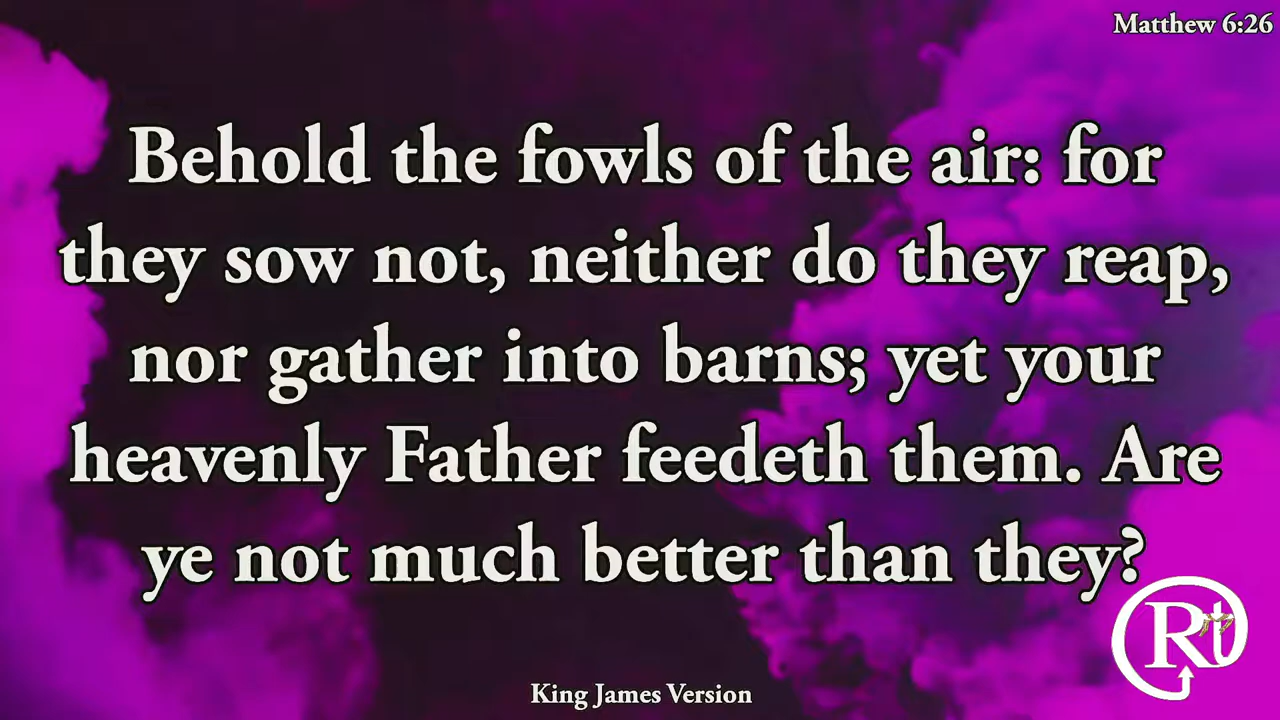 Matthew 6:26
Behold the fowls of the air: for
they sow not, neither do they reap,
nor gather into barns; yet your
heavenly Father feedeth them. Are
ye not much better than they?
R
King James Version